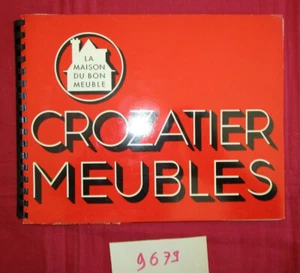 LA
MAISON
DU BON
MEUBLE
CROZATIER
MEUBLES
9679